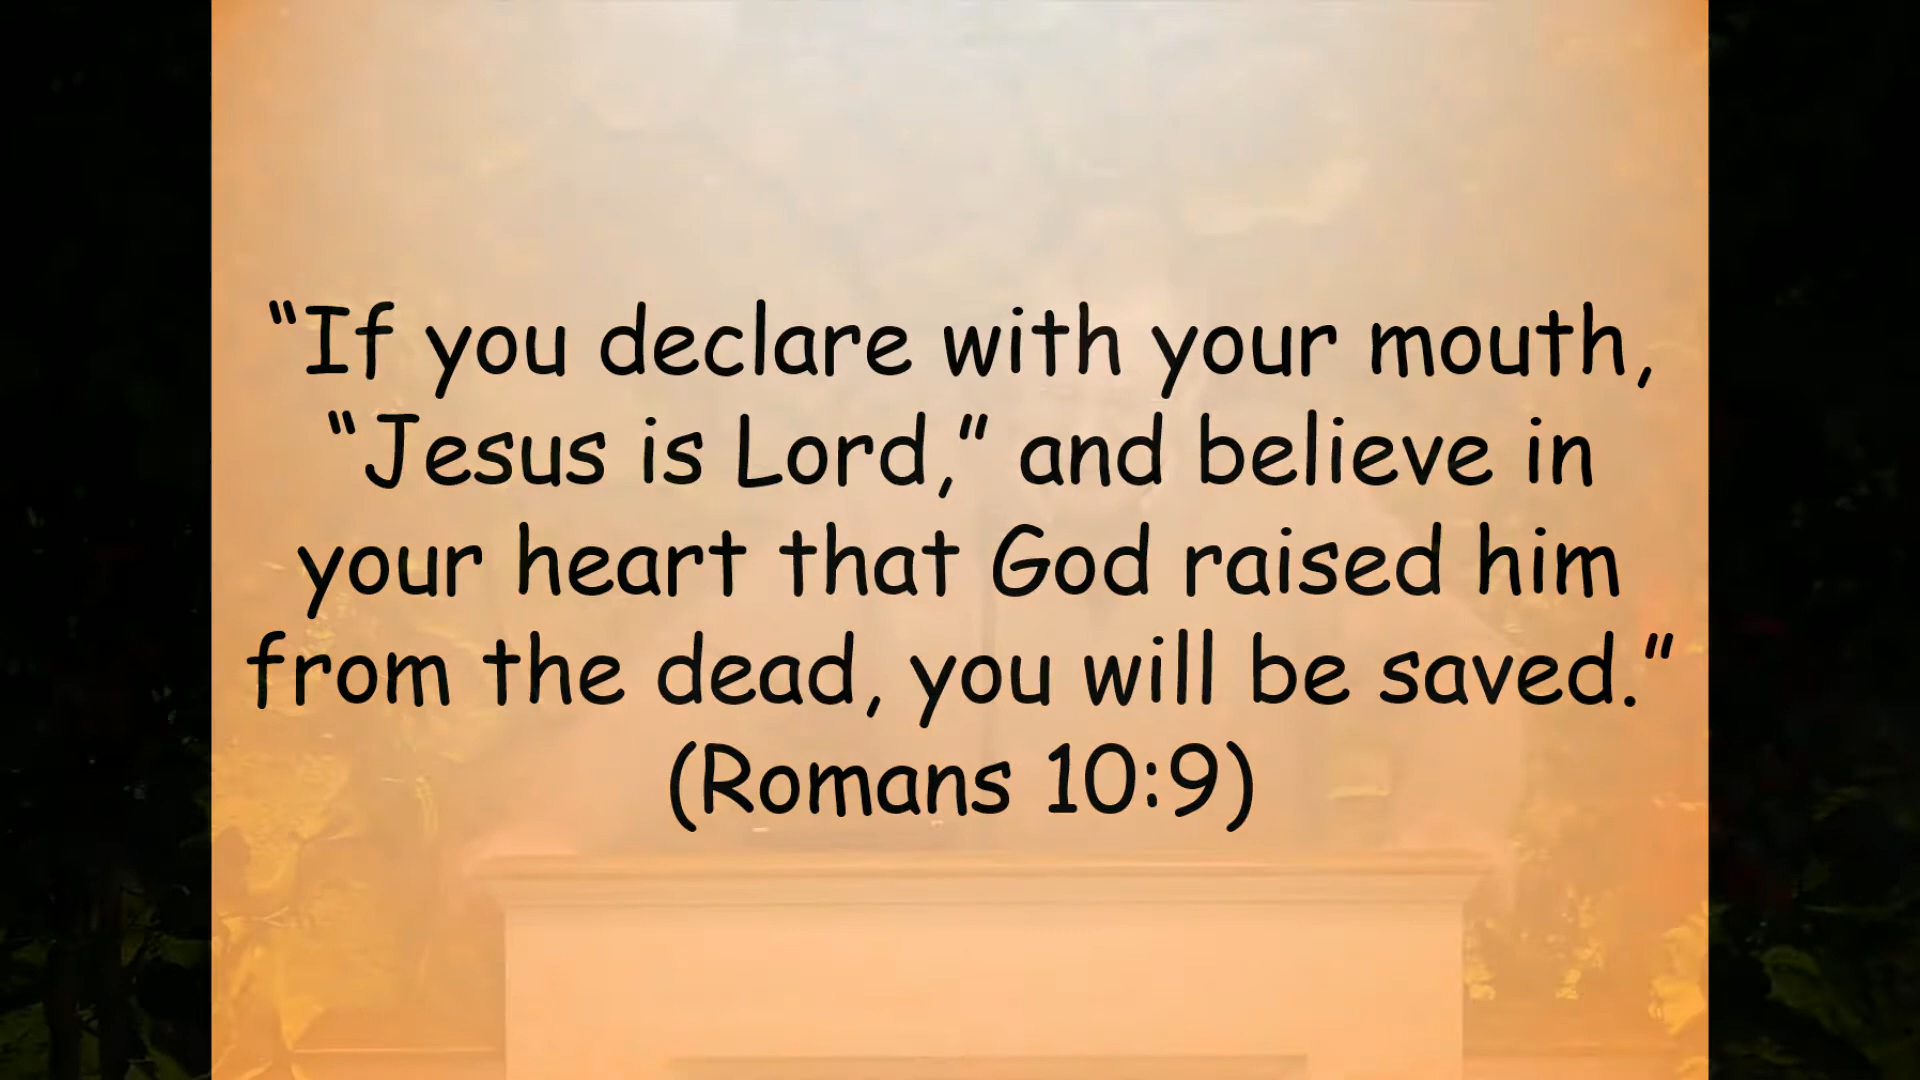 “If you declare with your mouth,
“Jesus is Lord,” and believe in
your heart that God raised him
from the dead, you will be saved.”
(Romans 10:9)